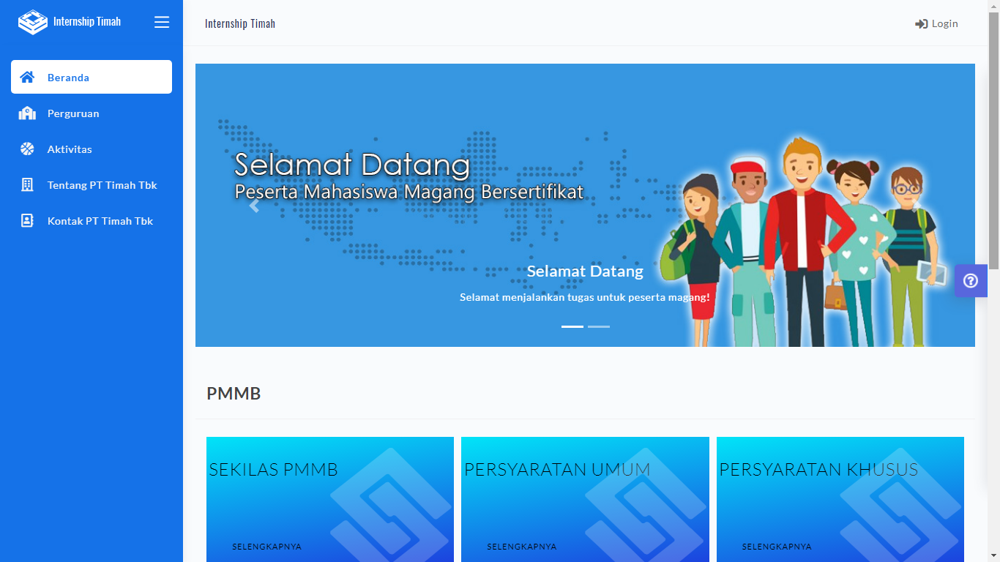 Internship Timah
Internship Timah
Login
Beranda
Perguruan
Aktivitas
Tentang PT Timah Tbk
Kontak PT Timah Tbk
Selamat Datang
Peserta Mahasiswa Magang Bersertifikat
Selamat Datang
Selamat menjalankan tugas untuk peserta magang!
PMMB
SEKILAS PMMB
SELENGKAPNYA
PERSYARATAN UMUM
SELENGKAPNYA
PERSYARATAN KHUSUS
SELENGKAPNYA